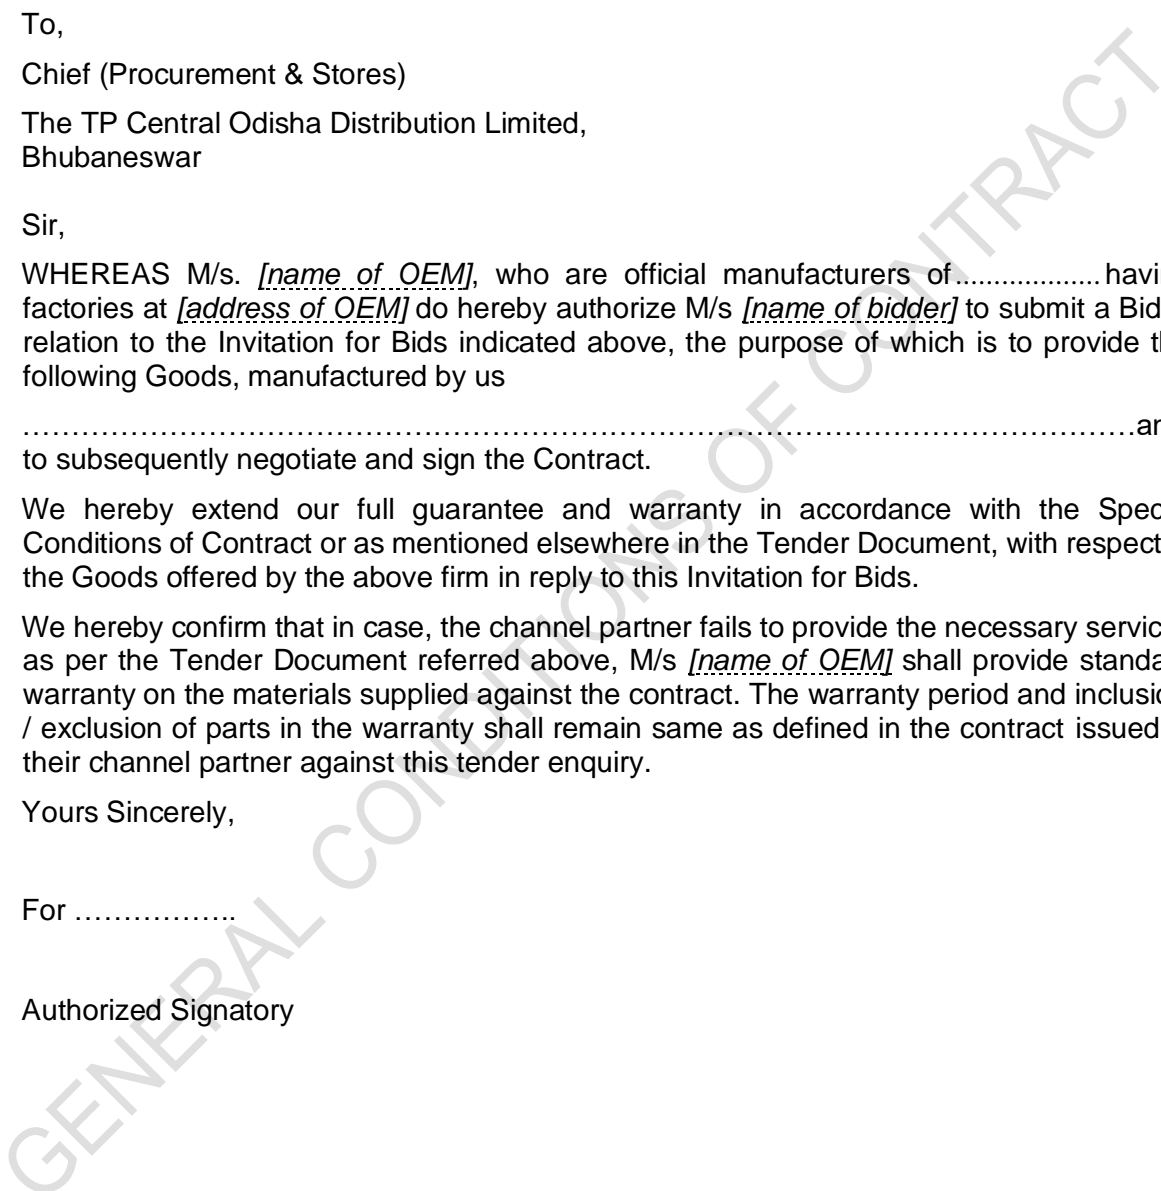 To,
Chief (Procurement & Stores)
The TP Central Odisha Distribution Limited,
Bhubaneswar
Sir,
WHEREAS M/s. [name of OEM], who are official manufacturers of..................havi
factories at [address of OEM] do hereby authorize M/s [name of bidder] to submit a Bid
relation to the Invitation for Bids indicated above, the purpose of which is to provide t
following Goods, manufactured by us
……………………………………………………………………………………………………ar
to subsequently negotiate and sign the Contract.
We hereby extend our full guarantee and warranty in accordance with the Spec
Conditions of Contract or as mentioned elsewhere in the Tender Document, with respect
the Goods offered by the above firm in reply to this Invitation for Bids.
We hereby confirm that in case, the channel partner fails to provide the necessary servic
as per the Tender Document referred above, M/s [name of OEM] shall provide standa
warranty on the materials supplied against the contract. The warranty period and inclusio
/ exclusion of parts in the warranty shall remain same as defined in the contract issued
their channel partner against this tender enquiry.
Yours Sincerely,
For ……………..
Authorized Signatory
GENERAL CONDITIONS OF CONTRACT